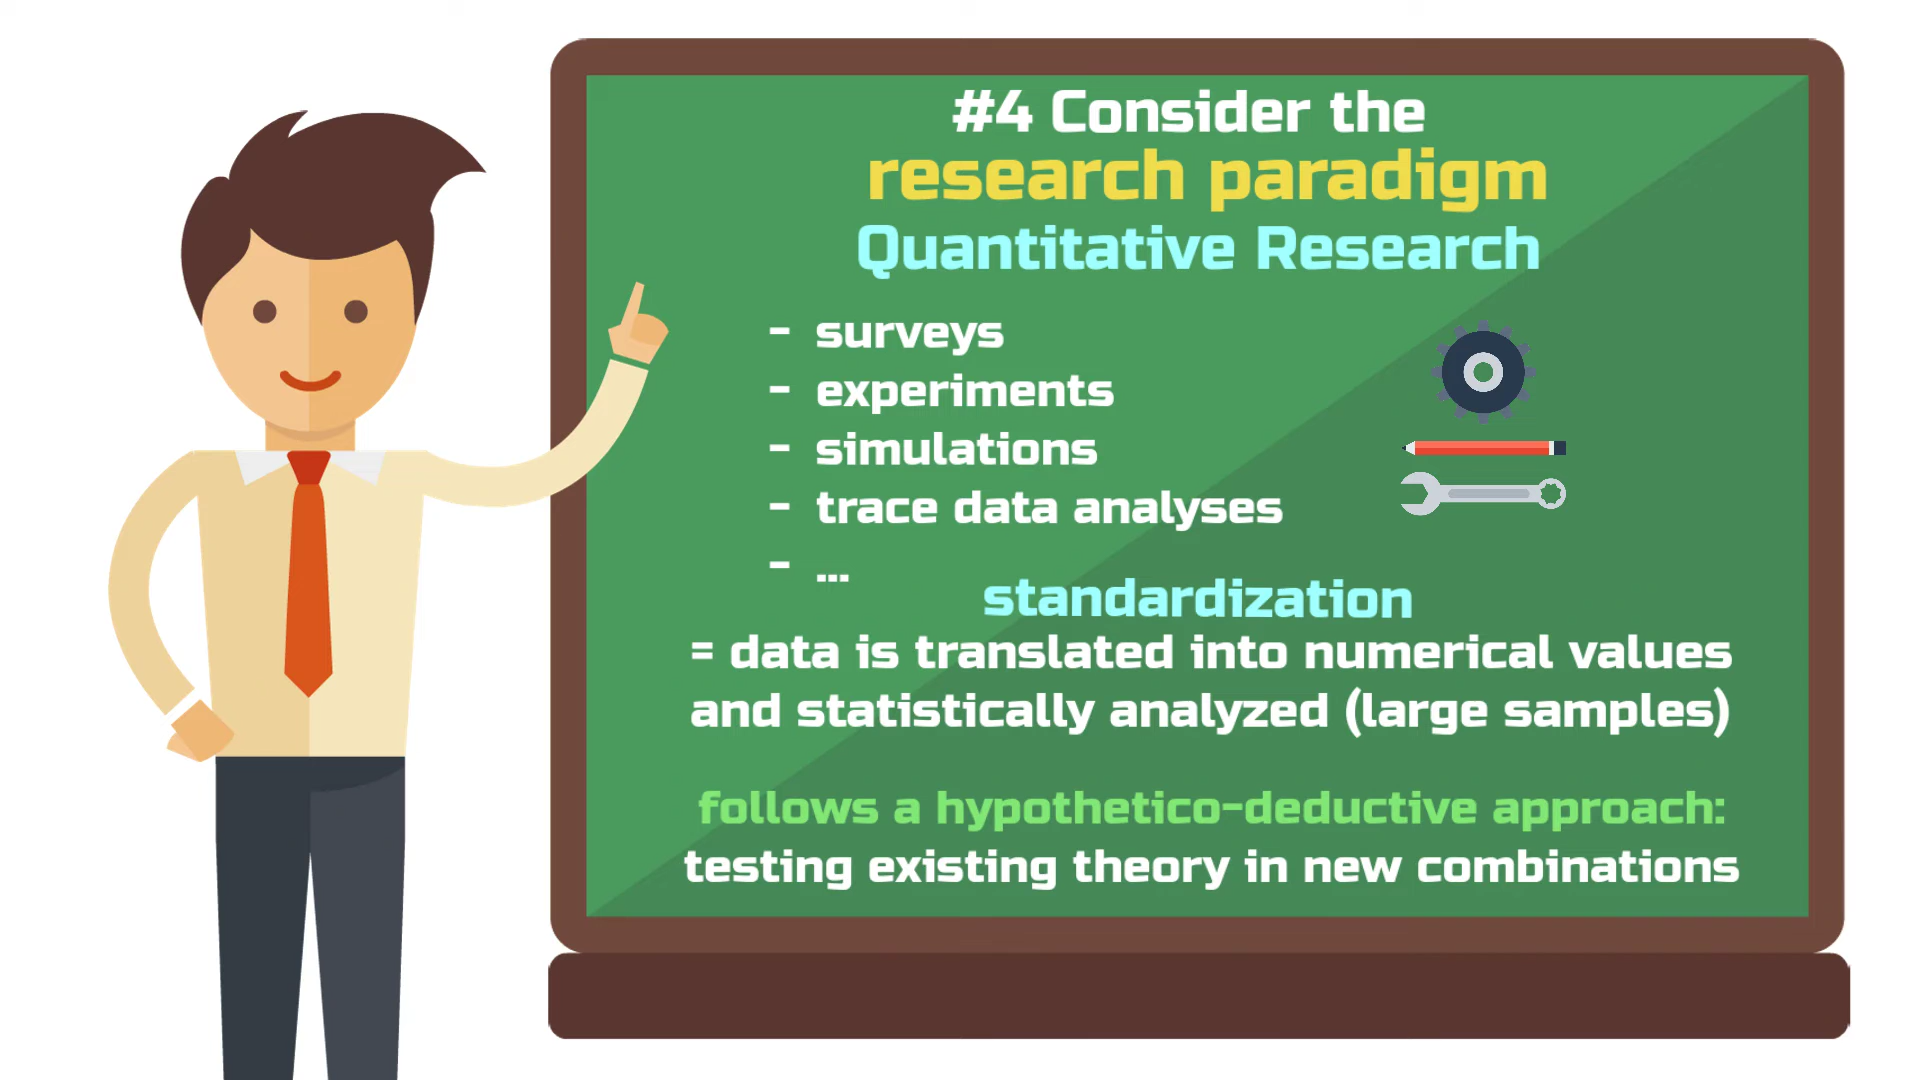 #4 Consider the
research paradigm
Quantitative Research
- surveys
- experiments
- simulations
- trace data analyses
- ...
standardization
= data is translated into numerical values
and statistically analyzed (large samples)
follows a hypothetico-deductive approach:
testing existing theory in new combinations